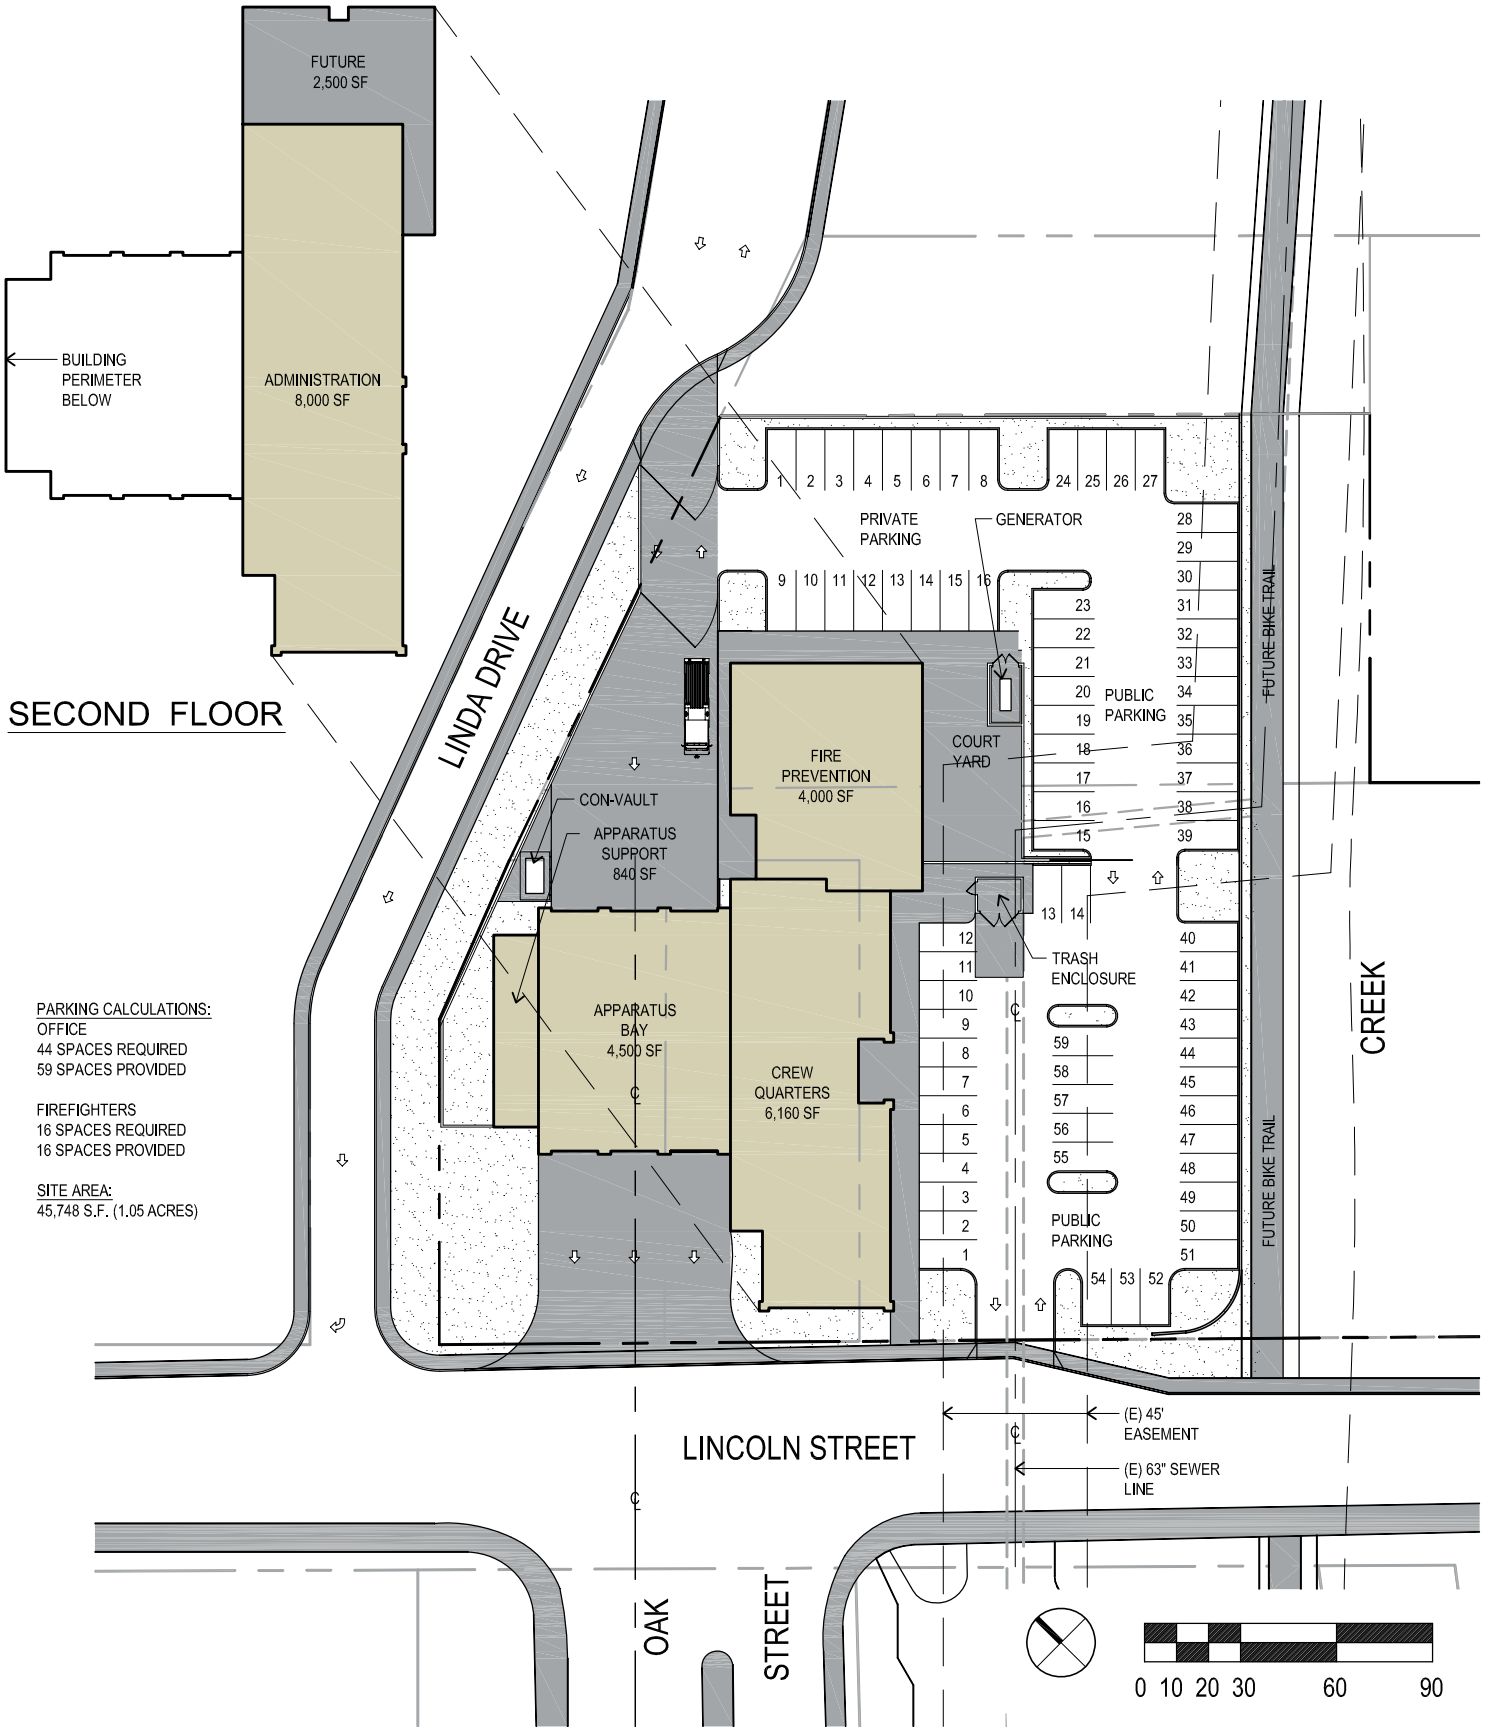 FUTURE
2,500 SF
BUILDING
PERIMETER
BELOW
ADMINISTRATION
8,000 SF
SECOND FLOOR
LINDA DRIVE
1 2 3 4 5 6 7 8
24 25 26 27
PRIVATE
PARKING
GENERATOR
9 10 11 12 13 14 15 16
28
29
30
31
32
33
34
35
36
37
38
39
23
22
21
20
19
18
17
16
15
PUBLIC
PARKING
FUTURE BIKE TRAIL
COURT
YARD
FIRE
PREVENTION
4,000 SF
CON-VAULT
APPARATUS
SUPPORT
840 SF
13 14
TRASH
ENCLOSURE
12
11
10
9
8
7
6
5
4
3
2
1
℄
59
58
57
56
55
40
41
42
43
44
45
46
47
48
49
50
51
PUBLIC
PARKING
54 53 52
FUTURE BIKE TRAIL
CREEK
APPARATUS
BAY
4,500 SF
℄
CREW
QUARTERS
6,160 SF
PARKING CALCULATIONS:
OFFICE
44 SPACES REQUIRED
59 SPACES PROVIDED
FIREFIGHTERS
16 SPACES REQUIRED
16 SPACES PROVIDED
SITE AREA:
45,748 S.F. (1.05 ACRES)
LINCOLN STREET
(E) 45'
EASEMENT
℄
(E) 63" SEWER
LINE
℄
OAK
STREET
0 10 20 30 60 90